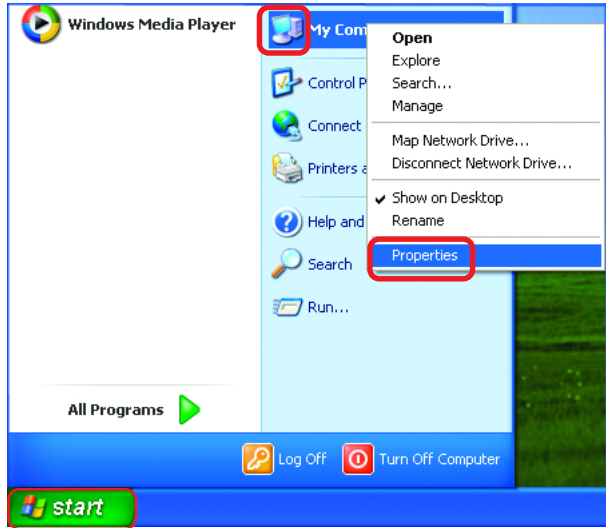 Windows Media Player
My Com
Control P
Connect
Printers a
Help and
Search
Run...
Open
Explore
Search...
Manage
Map Network Drive...
Disconnect Network Drive...
Show on Desktop
Rename
Properties
All Programs
Log Off
Turn Off Computer
start